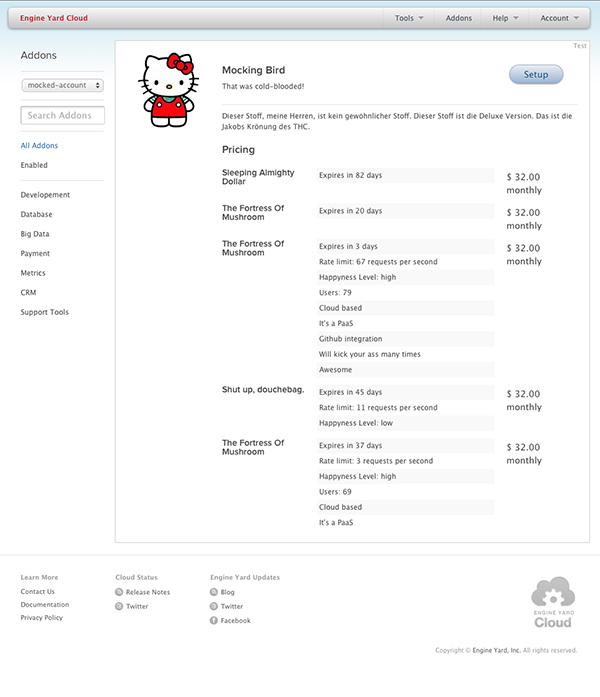 Engine Yard Cloud
Tools
Addons
Help
Account
Test
Addons
mocked-account
Search Addons
All Addons
Enabled
Developement
Database
Big Data
Payment
Metrics
CRM
Support Tools
Mocking Bird
That was cold-blooded!
Setup
Dieser Stoff, meine Herren, ist kein gewöhnlicher Stoff. Dieser Stoff ist die Deluxe Version. Das ist die
Jakobs Krönung des THC.
Pricing
Sleeping Almighty
Dollar
Expires in 82 days
$ 32.00
monthly
The Fortress Of
Mushroom
Expires in 20 days
$ 32.00
monthly
The Fortress Of
Mushroom
Expires in 3 days
Rate limit: 67 requests per second
Happyness Level: high
Users: 79
Cloud based
It's a PaaS
Github integration
Will kick your ass many times
Awesome
$ 32.00
monthly
Shut up, douchebag.
Expires in 45 days
Rate limit: 11 requests per second
Happyness Level: low
$ 32.00
monthly
The Fortress Of
Mushroom
Expires in 37 days
Rate limit: 3 requests per second
Happyness Level: high
Users: 69
Cloud based
It's a PaaS
$ 32.00
monthly
Learn More
Contact Us
Documentation
Privacy Policy
Cloud Status
Release Notes
Twitter
Engine Yard Updates
Blog
Twitter
Facebook
ENGINE YARD
Cloud
Copyright © Engine Yard, Inc. All rights reserved.